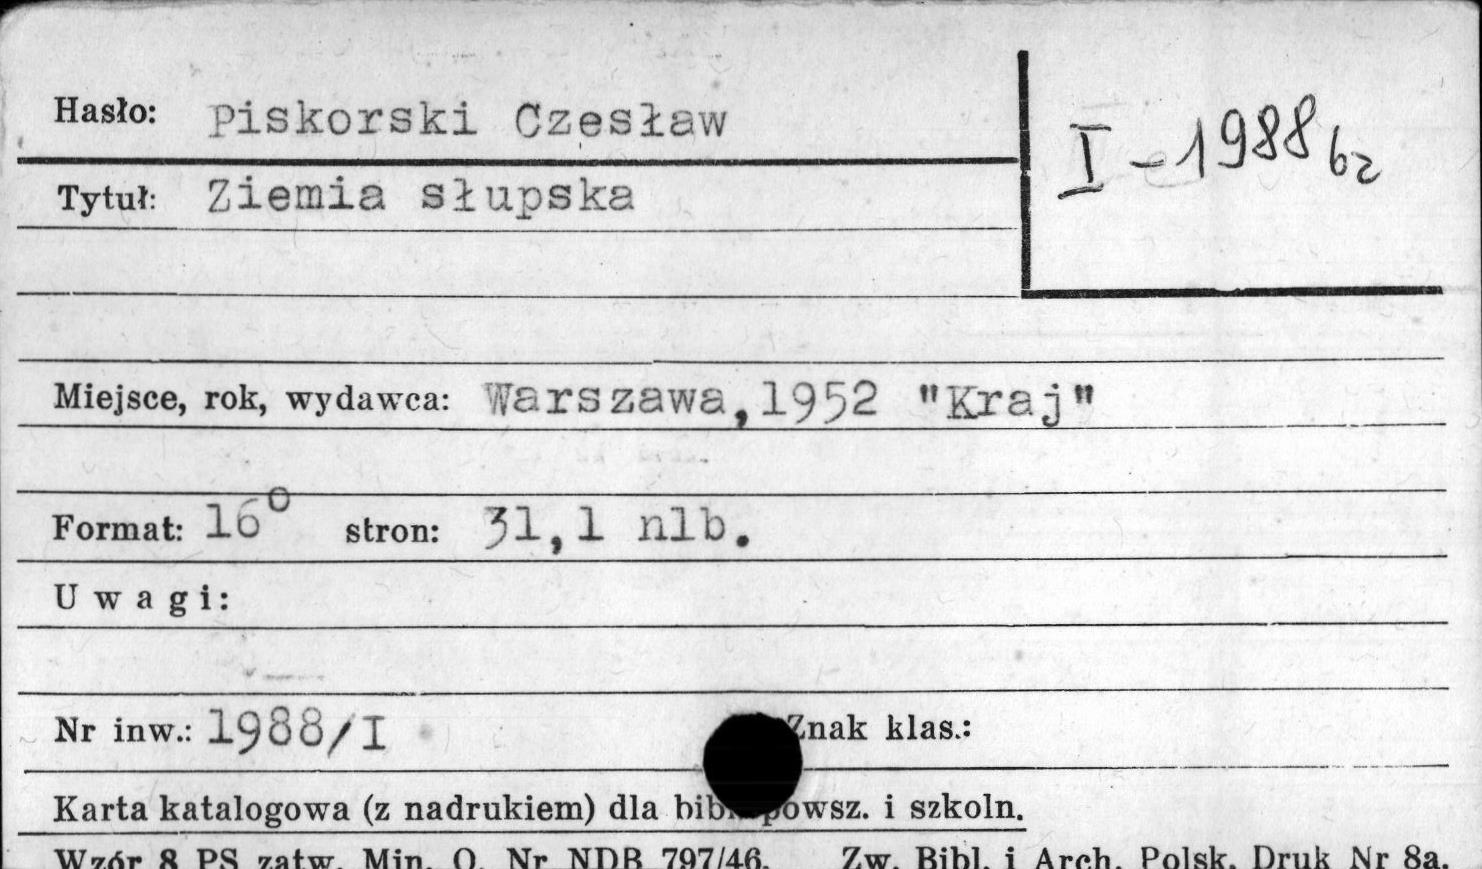 Hasło: Piskorski Czesław
I - 1988 bz
Tytuł: Ziemia słupska
Miejsce, rok, wydawca: Warszawa,1952 "Kraj"
Format: 16° stron: 31,1 nlb.
Uwagi:
Nr inw.: 1988/I Znak klas.:
Karta katalogowa (z nadrukiem) dla powsz. i szkoln.
Wzór 8 PS zatw. Min. O. Nr NDB 797/46. Zw. Bibl. i Arch. Polsk. Druk Nr 8a.